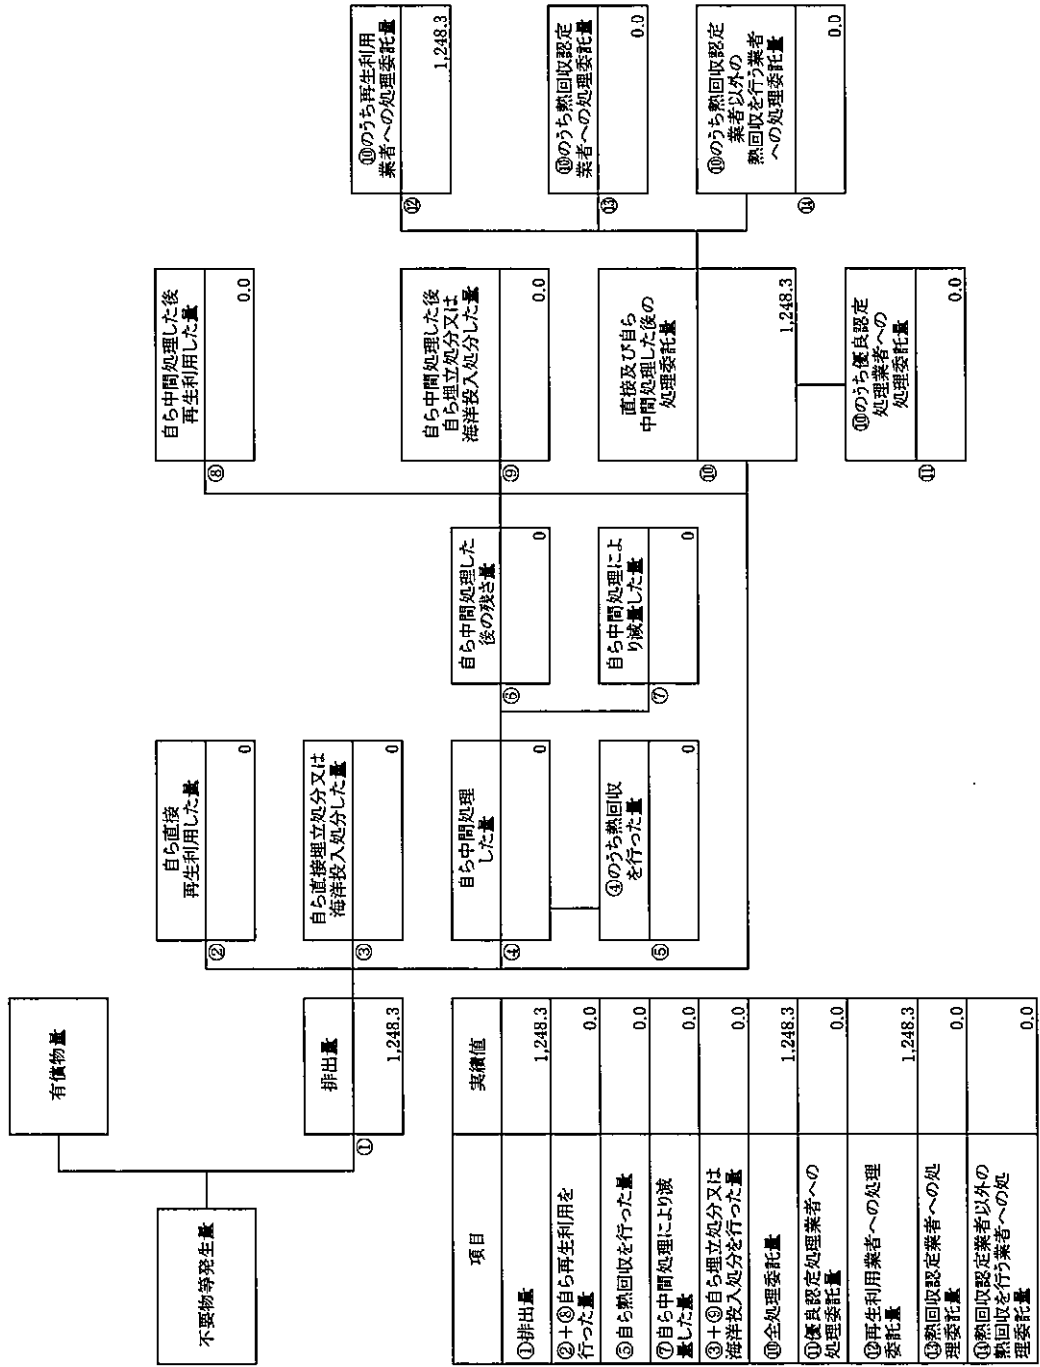 不要物等発生量
有償物量
①
排出量
1,248.3
②
自ら直接
再生利用した量
0
③
自ら直接埋立処分又は
海洋投入処分した量
0
④
自ら中間処理
した量
0
⑤
④のうち熱回収
を行った量
0
⑥
自ら中間処理した
後の残さ量
0
⑦
自ら中間処理によ
り減量した量
0
⑧
自ら中間処理した後
再生利用した量
0.0
⑨
自ら中間処理した後
自ら埋立処分又は
海洋投入処分した量
0.0
⑩
直接及び自ら
中間処理した後の
処理委託量
1,248.3
⑪
⑩のうち優良認定
処理業者への
処理委託量
0.0
⑫
⑩のうち再生利用
業者への処理委託量
1,248.3
⑬
⑩のうち熱回収認定
業者への処理委託量
0.0
⑭
⑩のうち熱回収認定
業者以外の
熱回収を行う業者
への処理委託量
0.0
項目 実績値
①排出量 1,248.3
②+⑧自ら再生利用を
行った量 0.0
⑤自ら熱回収を行った量 0.0
⑦自ら中間処理により減
量した量 0.0
③+⑨自ら埋立処分又は
海洋投入処分を行った量 0.0
⑩全処理委託量 1,248.3
⑪優良認定処理業者への
処理委託量 0.0
⑫再生利用業者への処理
委託量 1,248.3
⑬熱回収認定業者への処
理委託量 0.0
⑭熱回収認定業者以外の
熱回収を行う業者への処
理委託量 0.0